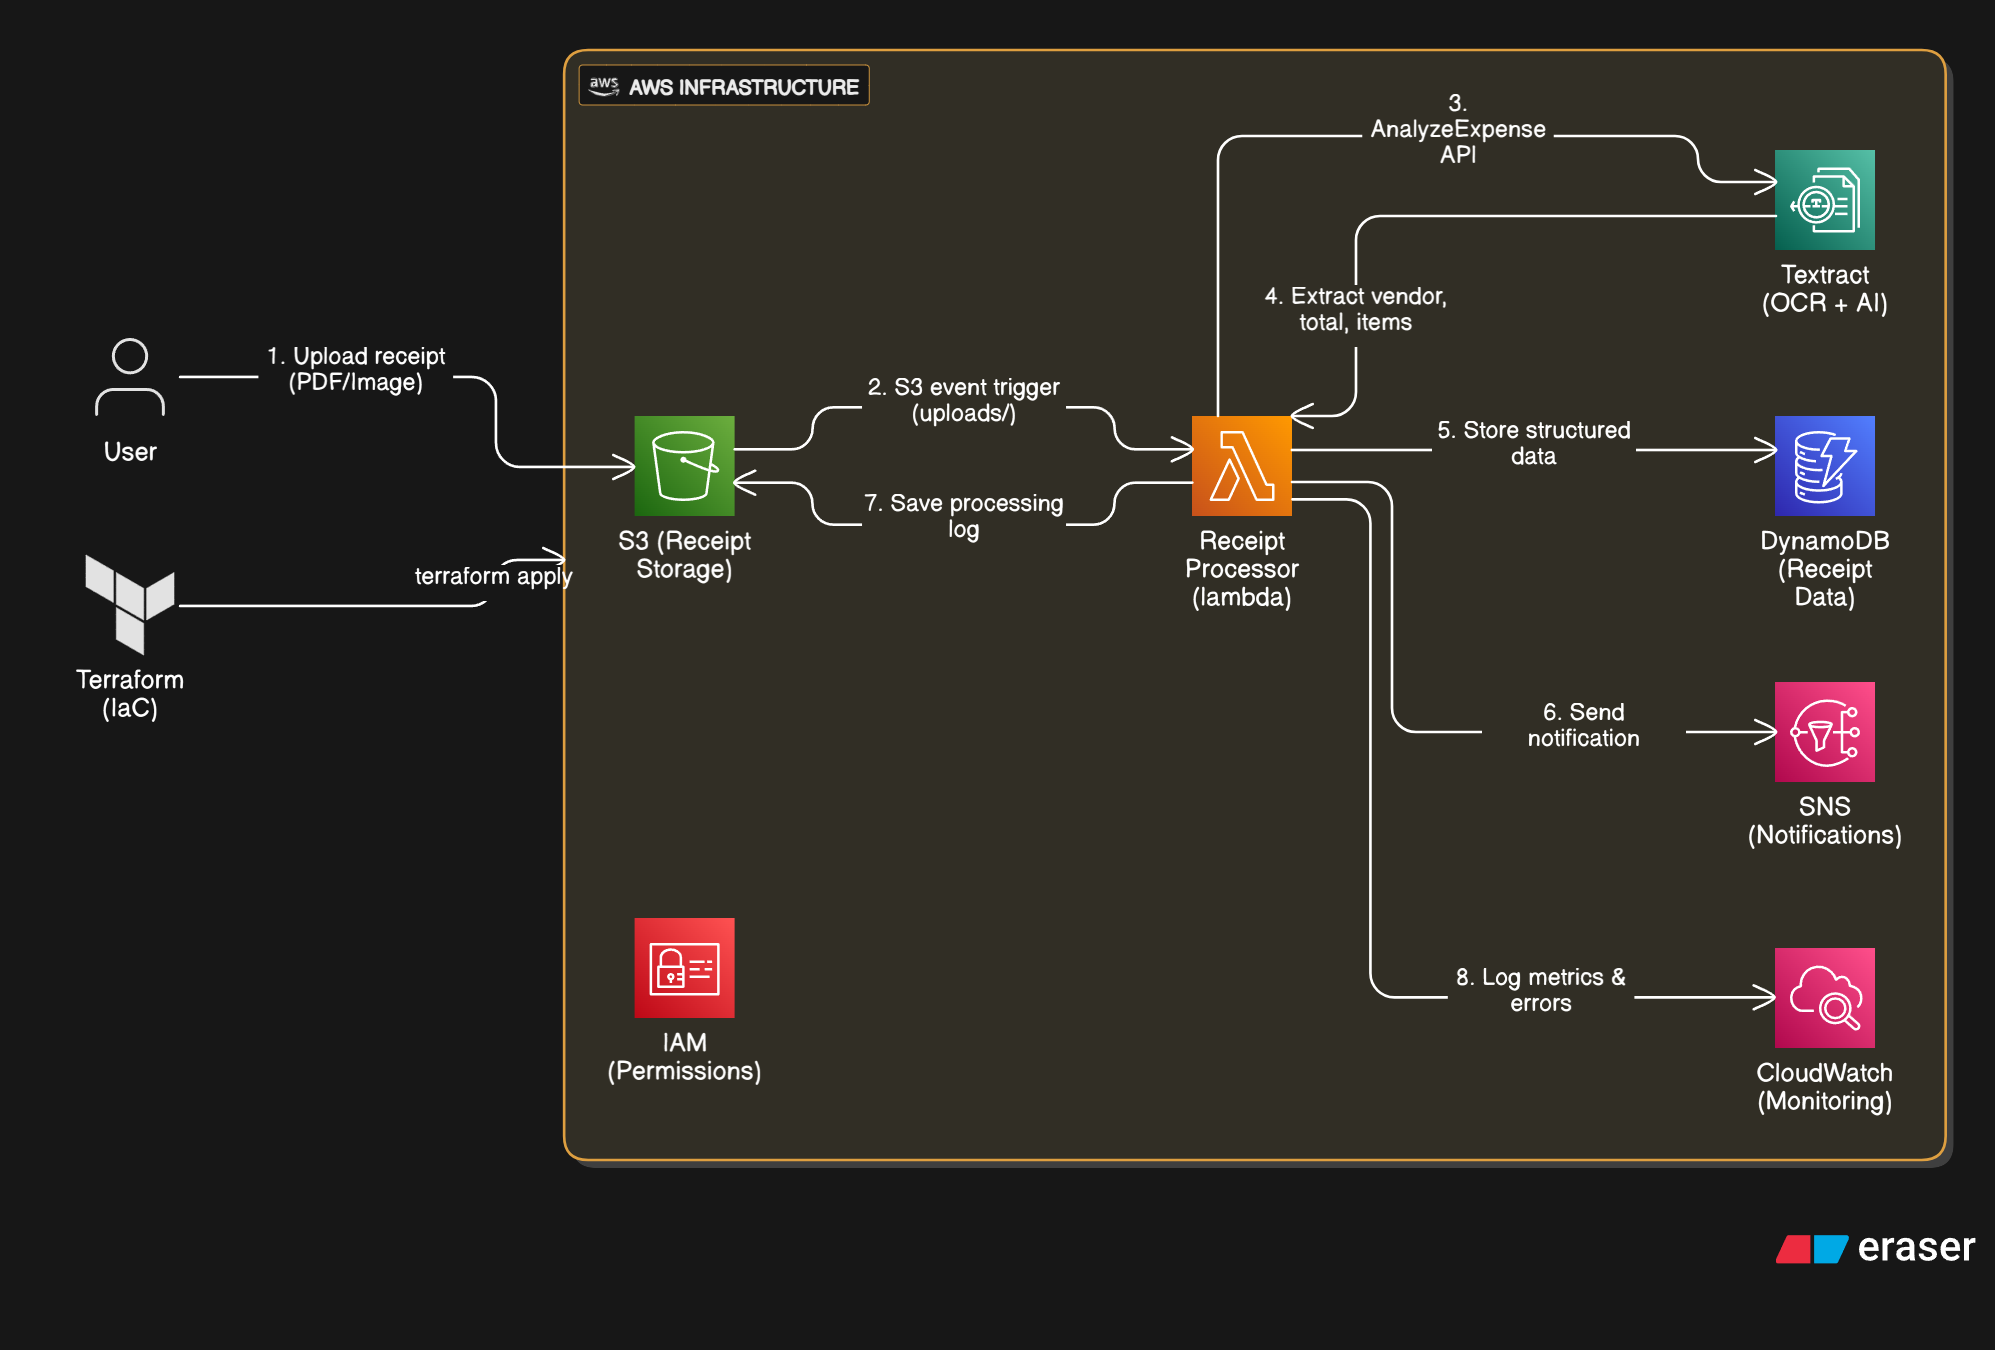 aws AWS INFRASTRUCTURE
3.
AnalyzeExpense
API
Textract
(OCR + AI)
4. Extract vendor,
total, items
1. Upload receipt
(PDF/Image)
User
2. S3 event trigger
(uploads/)
5. Store structured
data
7. Save processing
log
S3 (Receipt
Storage)
Receipt
Processor
(lambda)
DynamoDB
(Receipt
Data)
terraform apply
Terraform
(IaC)
6. Send
notification
SNS
(Notifications)
8. Log metrics &
errors
IAM
(Permissions)
CloudWatch
(Monitoring)
eraser